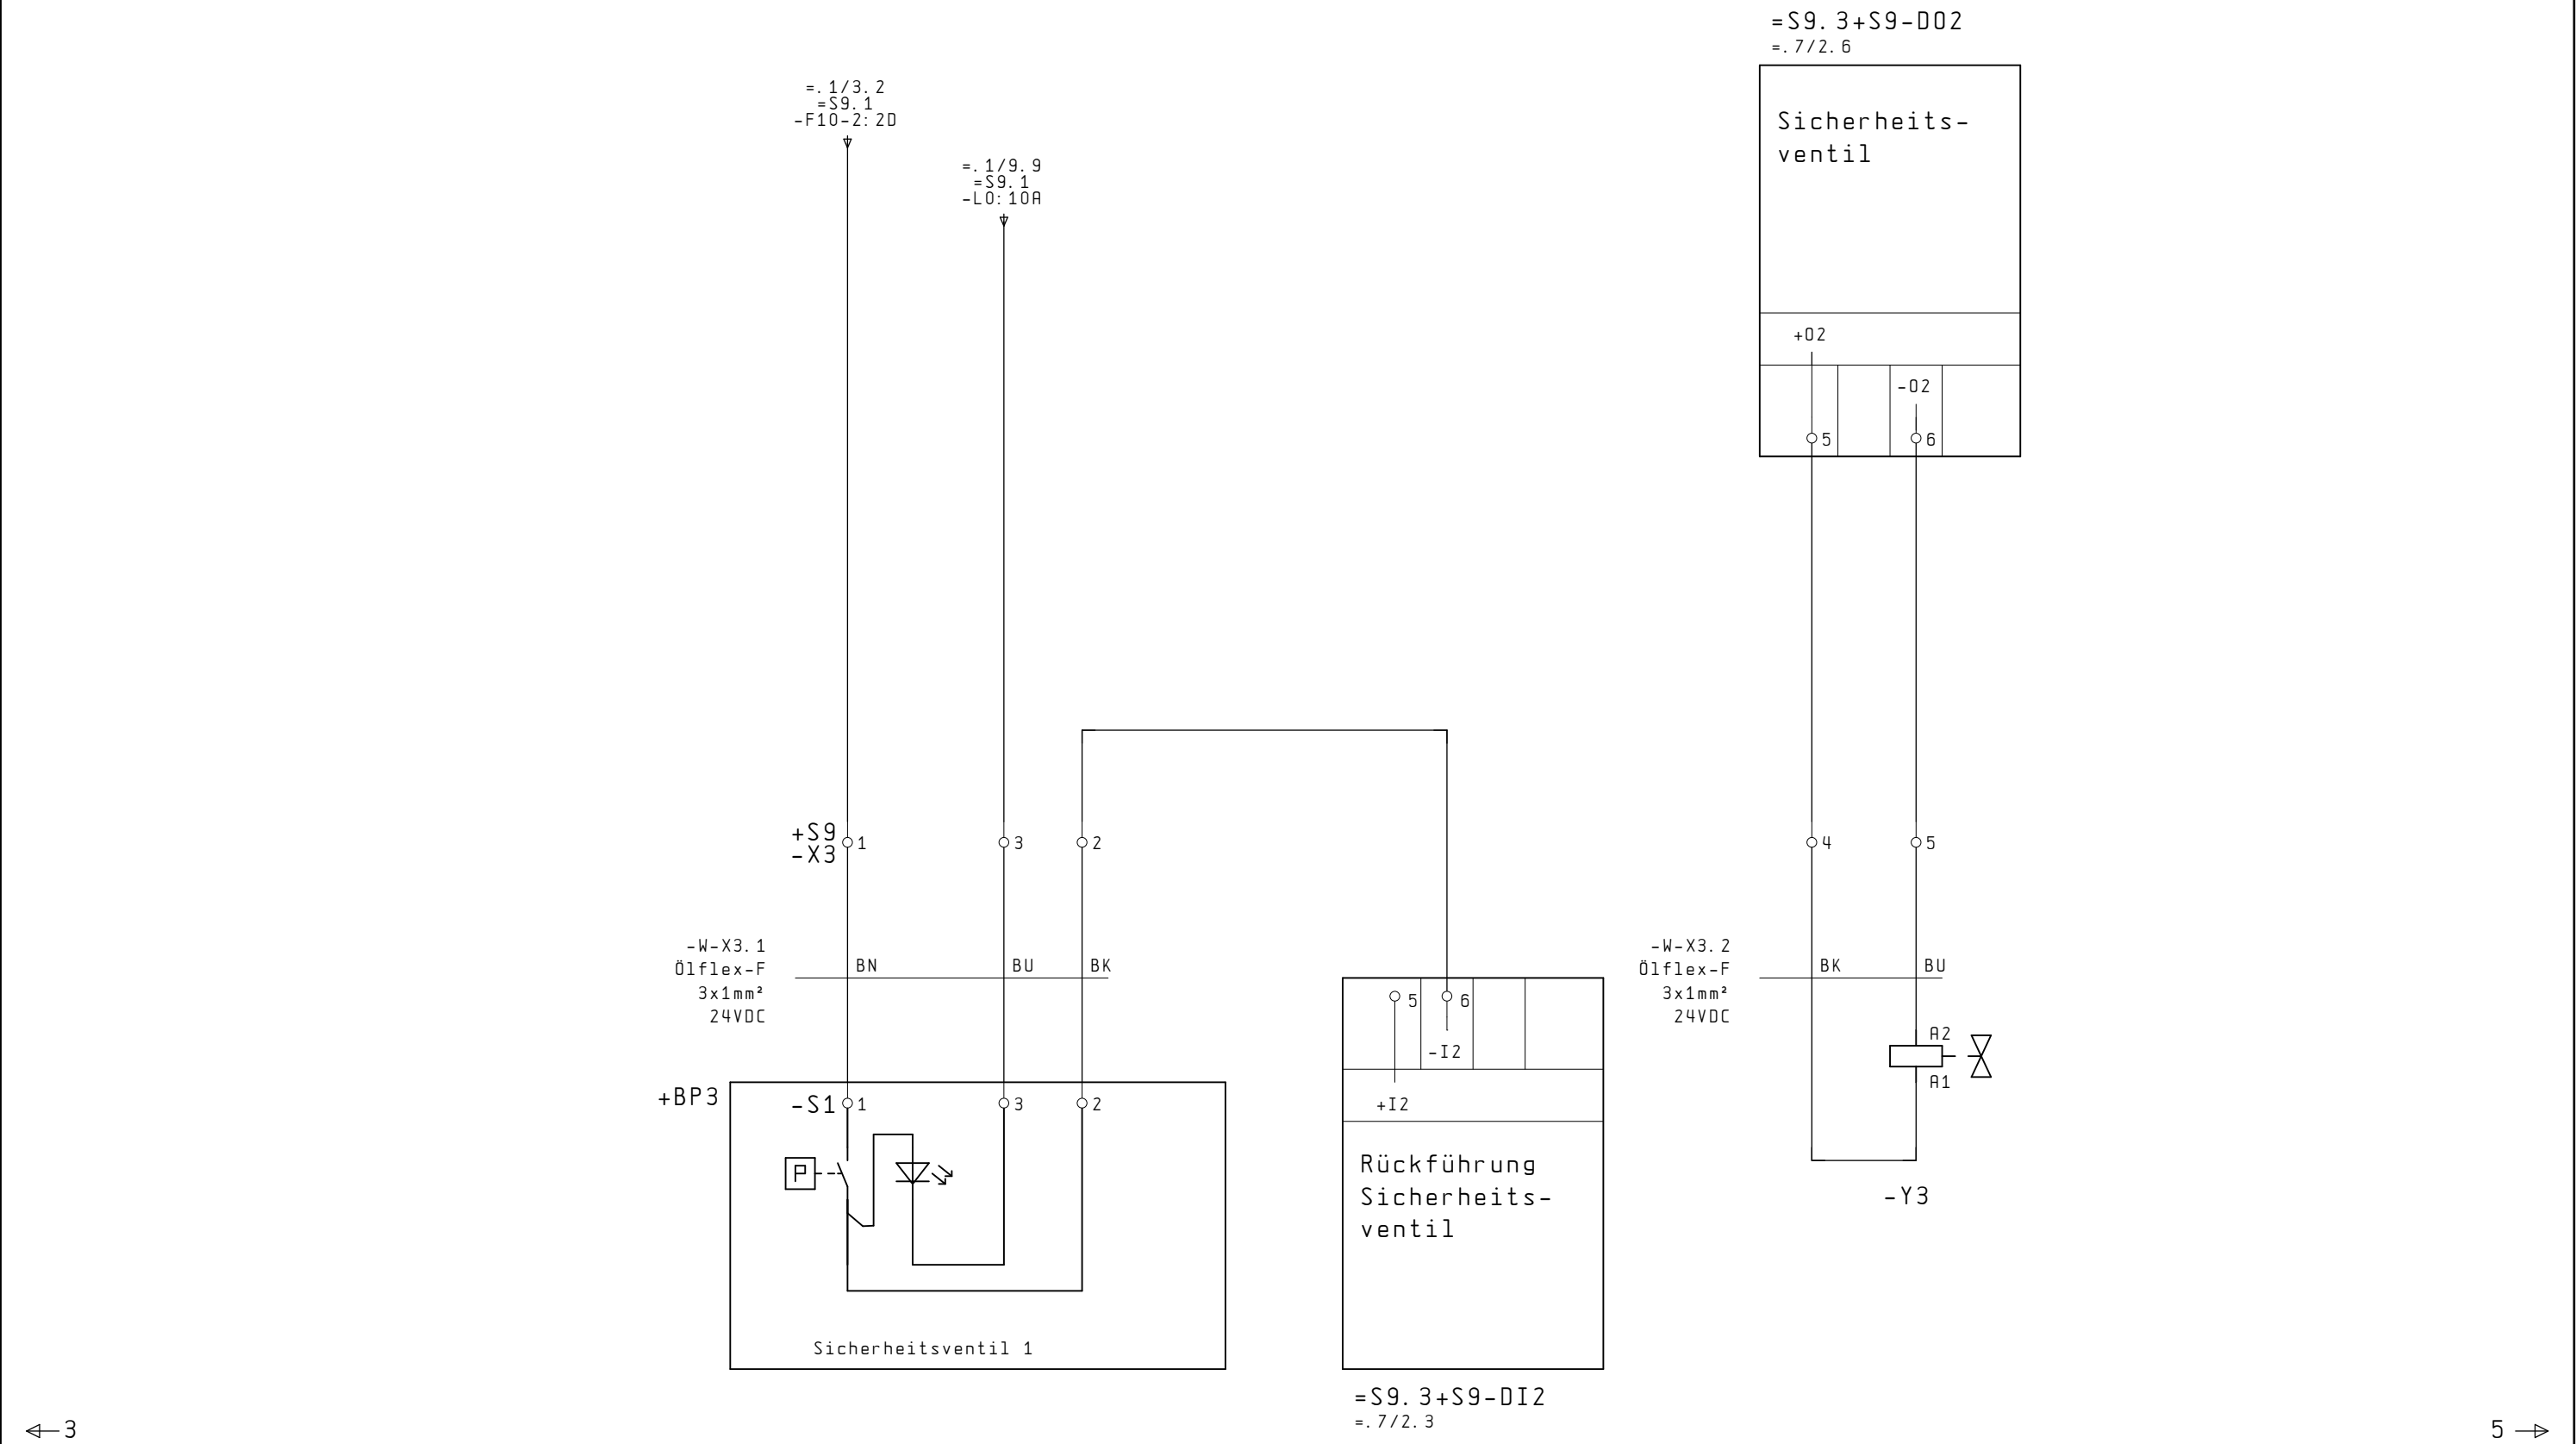 =S9.3+S9-DO2
=.7/2.6
Sicherheits-
ventil
+O2
-O2
5
6
=.1/3.2
=S9.1
-F10-2:2D
=.1/9.9
=S9.1
-L0:10A
+S9
-X3
1
3
2
4
5
-W-X3.1
Ölflex-F
3x1mm²
24VDC
BN
BU
BK
-W-X3.2
Ölflex-F
3x1mm²
24VDC
BK
BU
A2
A1
-Y3
+BP3
-S1
1
3
2
P
Sicherheitsventil 1
5
6
-I2
+I2
Rückführung
Sicherheits-
ventil
=S9.3+S9-DI2
=.7/2.3
3
5